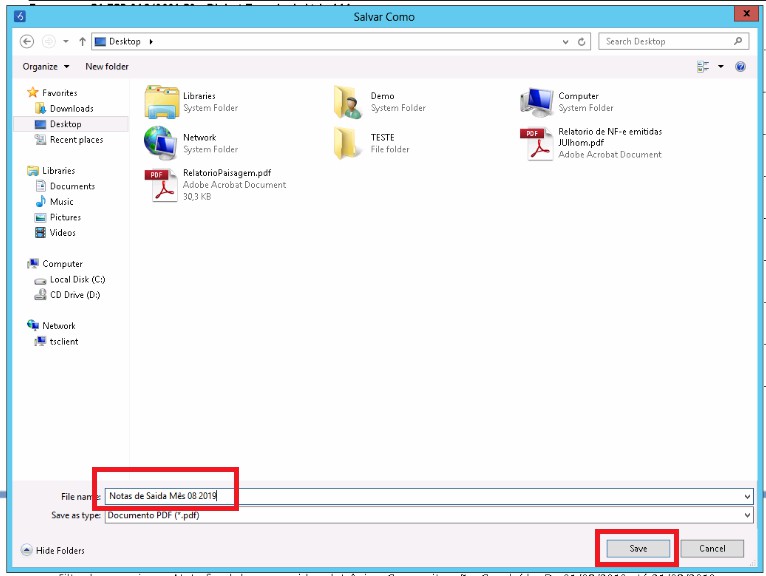 Salvar Como
Desktop
Search Desktop
Organize
New folder
Favorites
Downloads
Desktop
Recent places
Libraries
Documents
Music
Pictures
Videos
Computer
Local Disk (C:)
CD Drive (D:)
Network
tsclient
Libraries
System Folder
Demo
System Folder
Computer
System Folder
Network
System Folder
TESTE
File folder
PDF
Relatorio de NF-e emitidas
JUlhom.pdf
Adobe Acrobat Document
PDF
RelatorioPaisagem.pdf
Adobe Acrobat Document
30,3 KB
File name:
Notas de Saida Mês 08 2019
Save as type:
Documento PDF (*.pdf)
Hide Folders
Save
Cancel